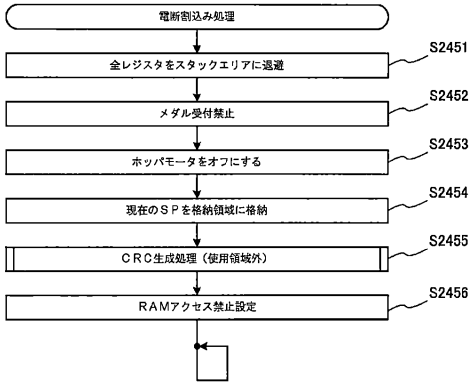 電断割込み処理
S2451
全レジスタをスタックエリアに退避
S2452
メダル受付禁止
S2453
ホッパモータをオフにする
S2454
現在のSPを格納領域に格納
S2455
CRC生成処理(使用領域外)
S2456
RAMアクセス禁止設定